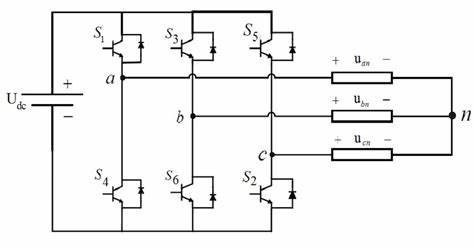 S1 S3 S5
+ uan −
a
+
Udc
−
+ ubn −
b n
+ ucn −
c
S4 S6 S2